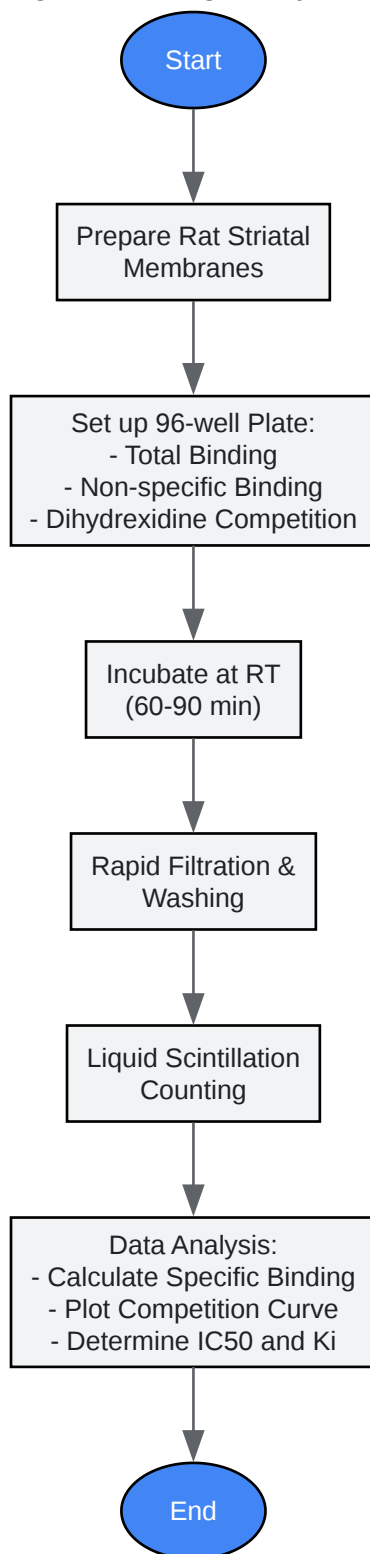 Start
Prepare Rat Striatal
Membranes
Set up 96-well Plate:
- Total Binding
- Non-specific Binding
- Dihydrexidine Competition
Incubate at RT
(60-90 min)
Rapid Filtration &
Washing
Liquid Scintillation
Counting
Data Analysis:
- Calculate Specific Binding
- Plot Competition Curve
- Determine IC50 and Ki
End